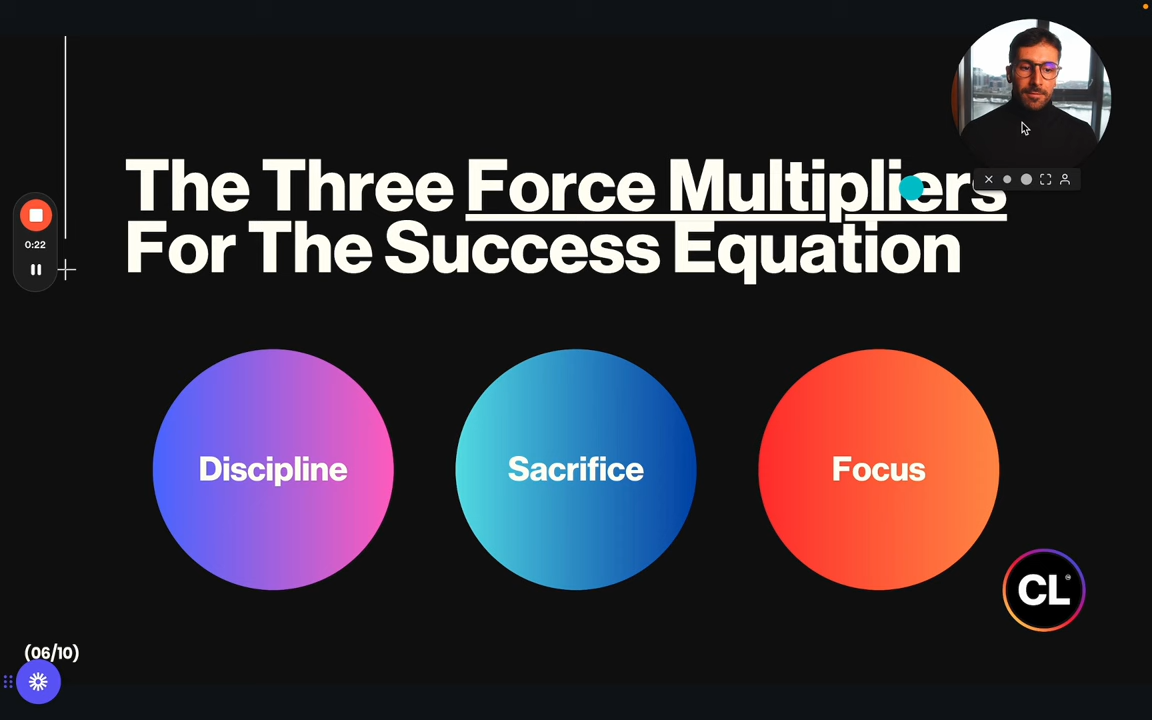 The Three Force Multipliers
For The Success Equation
0:22
Discipline
Sacrifice
Focus
CL
(06/10)